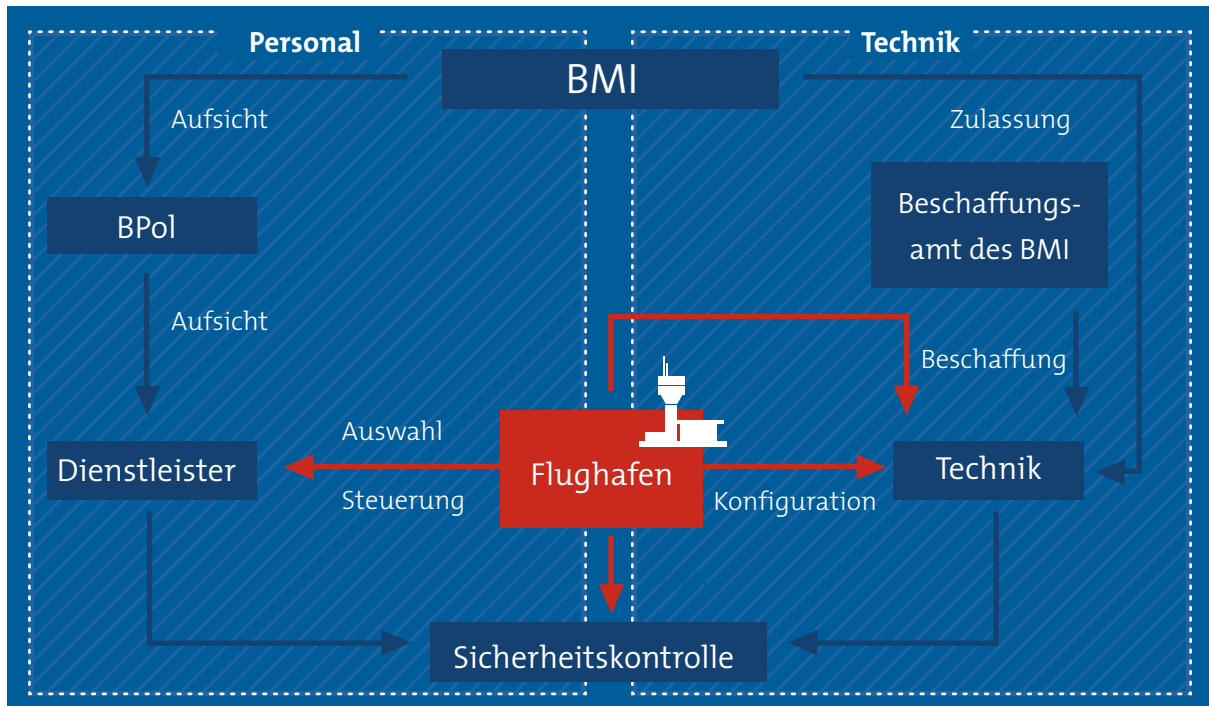 Personal
Technik
BMI
Aufsicht
Zulassung
BPol
Beschaffungs-
amt des BMI
Aufsicht
Beschaffung
Auswahl
Dienstleister
Flughafen
Technik
Steuerung
Konfiguration
Sicherheitskontrolle